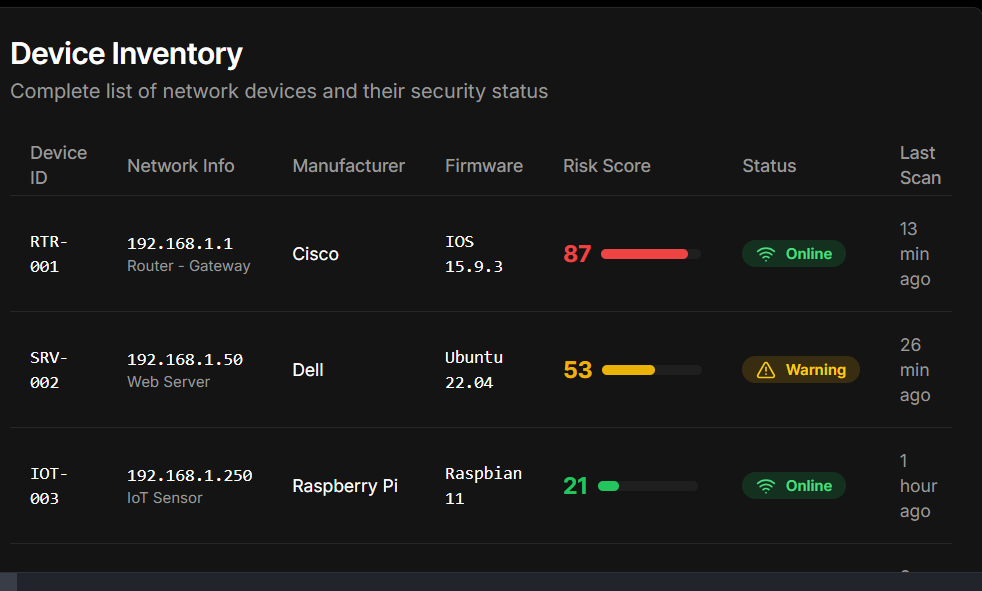 Device Inventory
Complete list of network devices and their security status
Device
ID
Network Info
Manufacturer
Firmware
Risk Score
Status
Last
Scan
RTR-
001
192.168.1.1
Router - Gateway
Cisco
IOS
15.9.3
87
Online
13
min
ago
SRV-
002
192.168.1.50
Web Server
Dell
Ubuntu
22.04
53
Warning
26
min
ago
IOT-
003
192.168.1.250
IoT Sensor
Raspberry Pi
Raspbian
11
21
Online
1
hour
ago